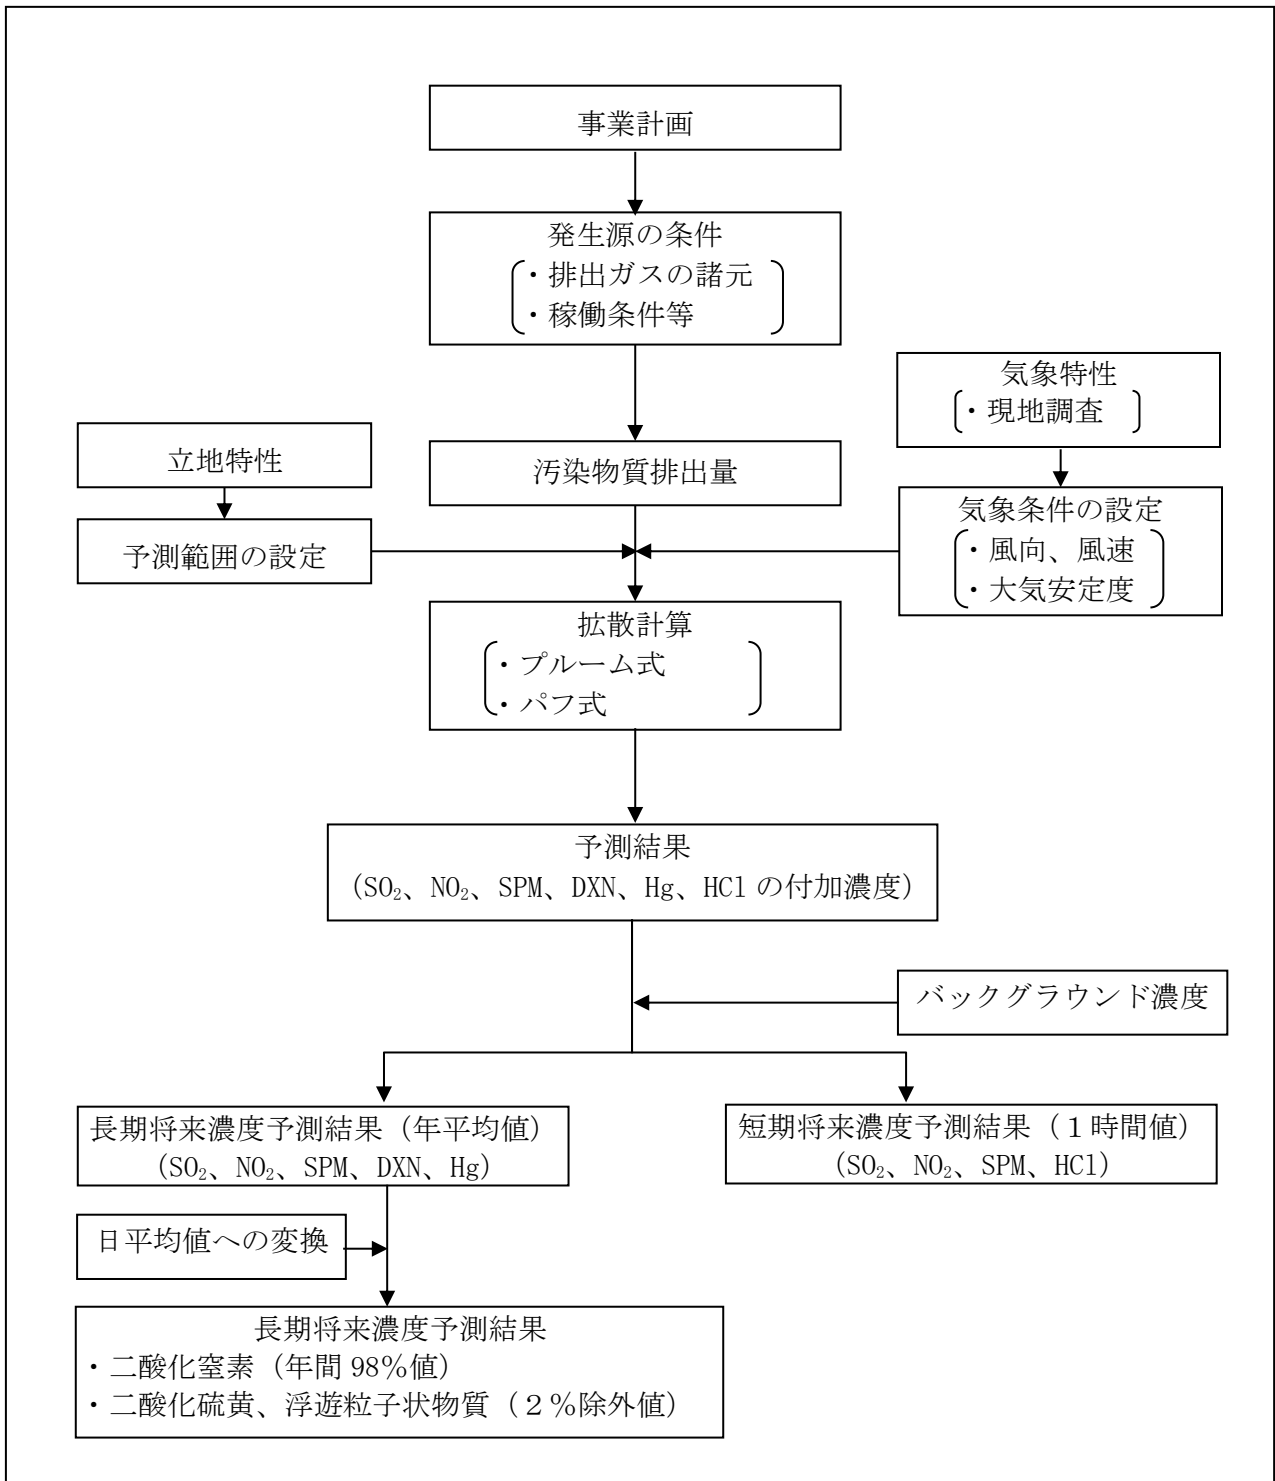 事業計画
発生源の条件
・排出ガスの諸元
・稼働条件等
気象特性
・現地調査
立地特性
汚染物質排出量
気象条件の設定
・風向、風速
・大気安定度
予測範囲の設定
拡散計算
・プルーム式
・パフ式
予測結果
（SO₂、NO₂、SPM、DXN、Hg、HCl の付加濃度）
バックグラウンド濃度
長期将来濃度予測結果（年平均値）
（SO₂、NO₂、SPM、DXN、Hg）
短期将来濃度予測結果（１時間値）
（SO₂、NO₂、SPM、HCl）
日平均値への変換
長期将来濃度予測結果
・二酸化窒素（年間 98％値）
・二酸化硫黄、浮遊粒子状物質（２％除外値）